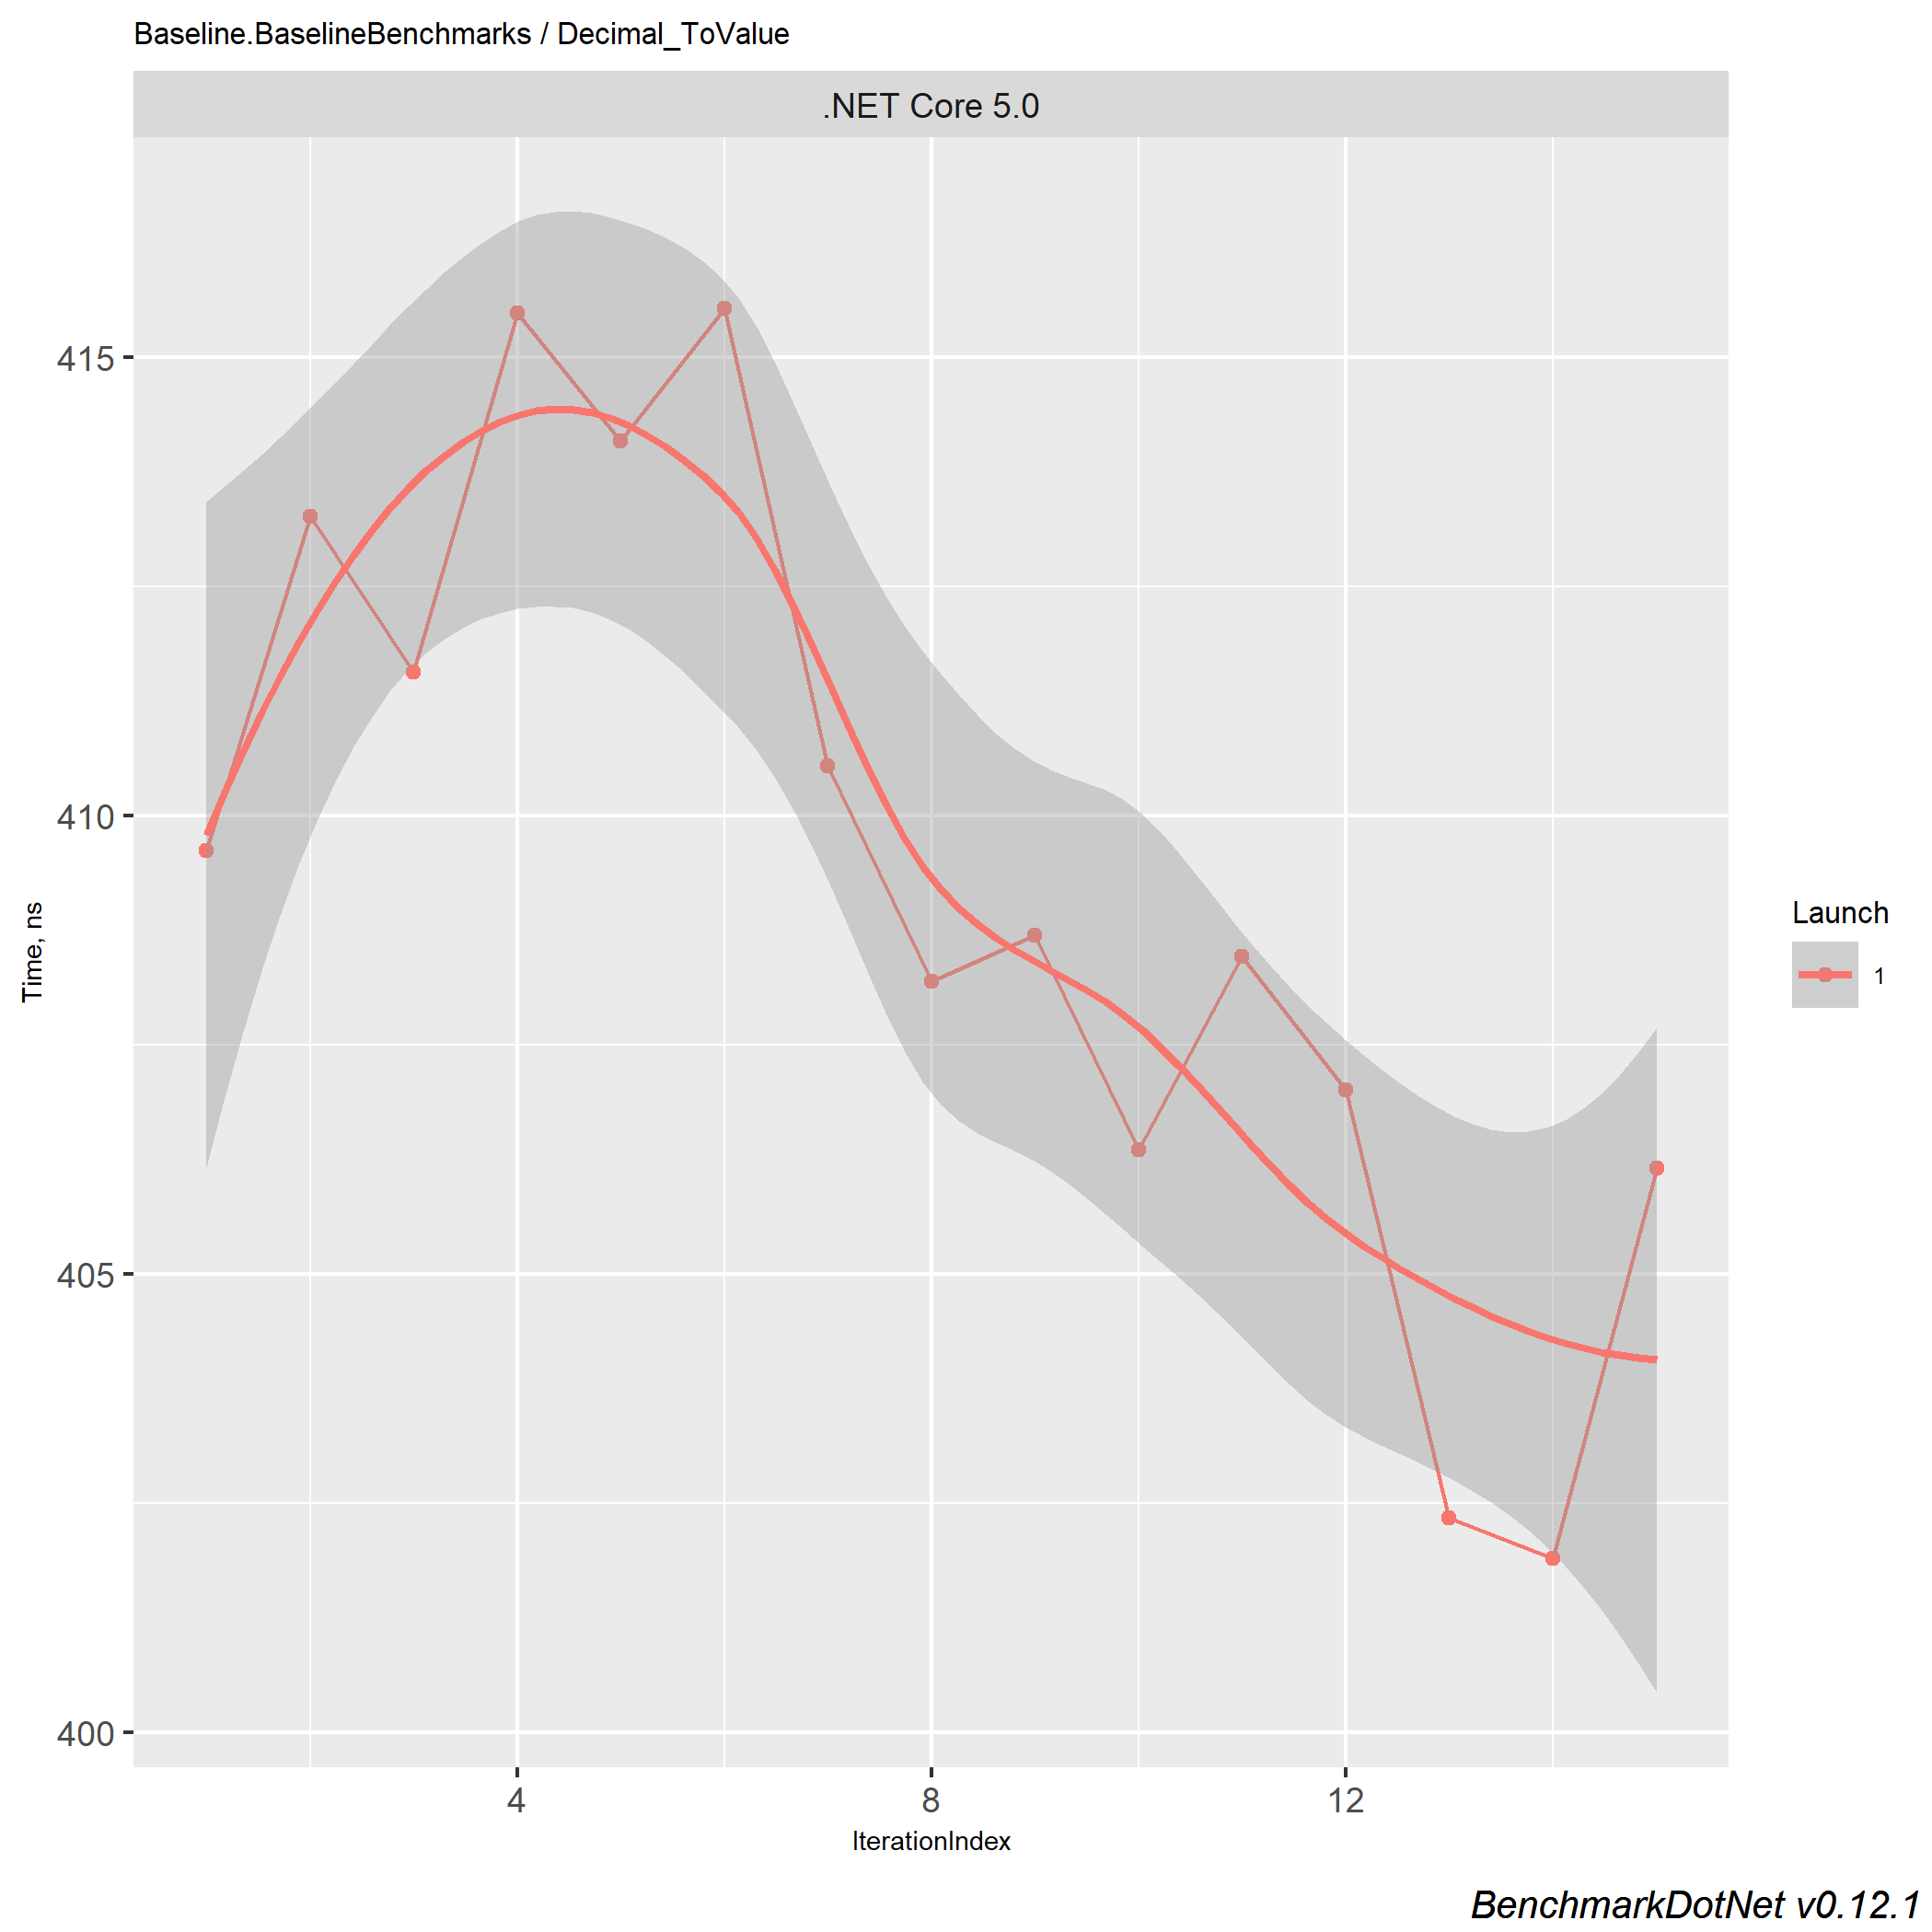 Baseline.BaselineBenchmarks / Decimal_ToValue
.NET Core 5.0
415
410
405
400
Time, ns
4
8
12
IterationIndex
Launch
1
BenchmarkDotNet v0.12.1